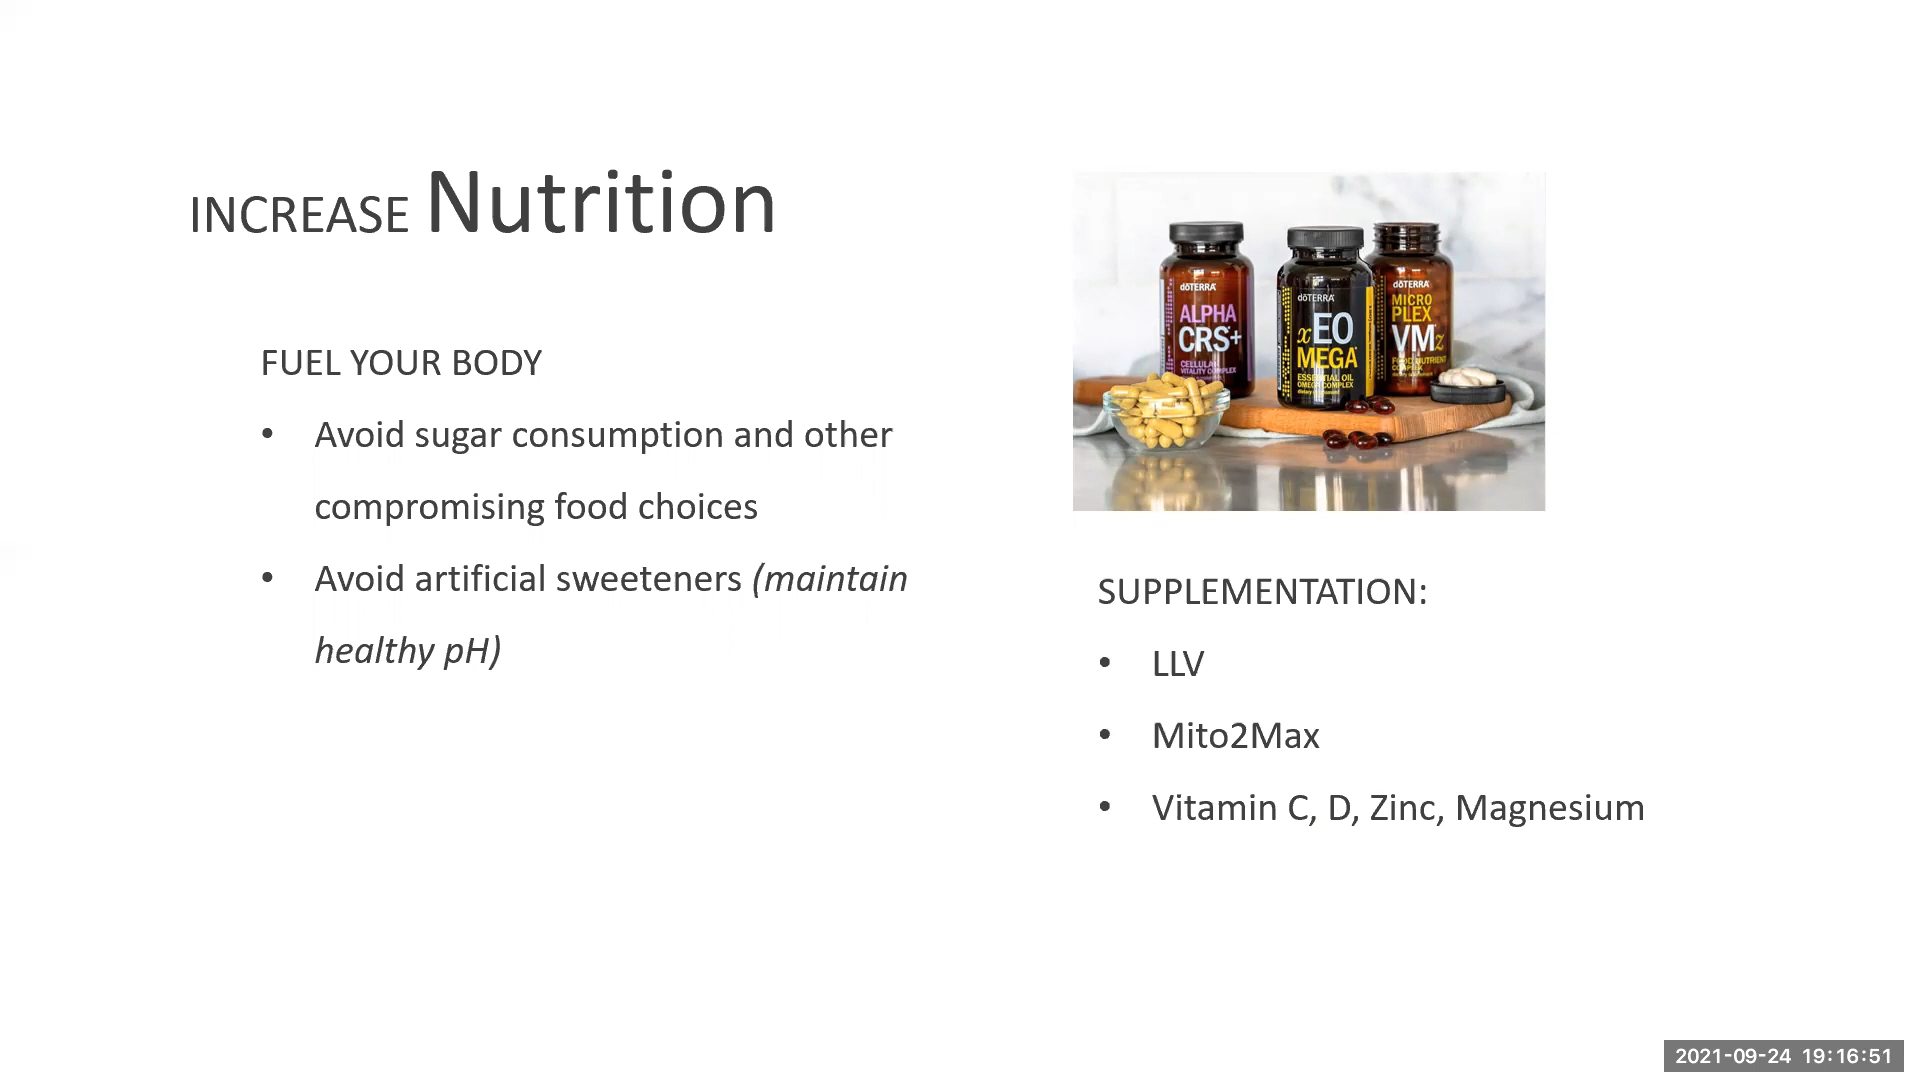 INCREASE Nutrition
FUEL YOUR BODY
• Avoid sugar consumption and other
compromising food choices
• Avoid artificial sweeteners (maintain
healthy pH)
dōTERRA
ALPHA
CRS+
CELLULAR
VITALITY COMPLEX
dōTERRA
xEO
MEGA
ESSENTIAL OIL
OMEGA COMPLEX
dietary supplement
dōTERRA
MICRO
PLEX
VMz
FOOD NUTRIENT
COMPLEX
SUPPLEMENTATION:
• LLV
• Mito2Max
• Vitamin C, D, Zinc, Magnesium
2021-09-24 19:16:51